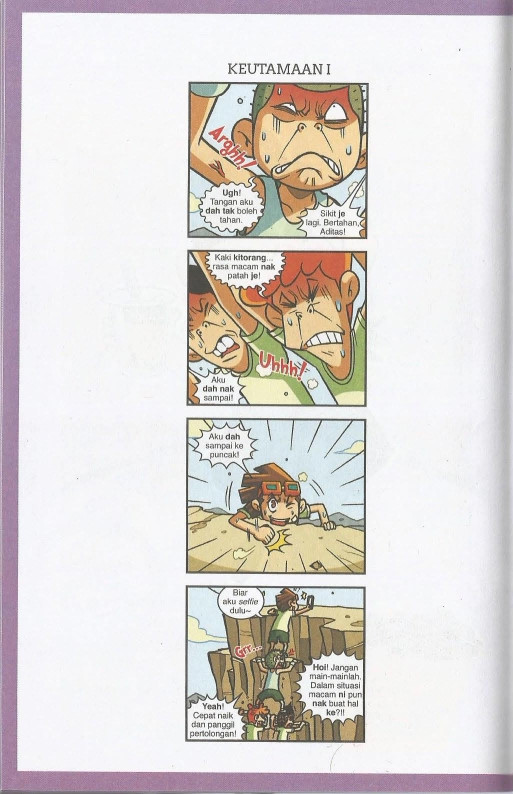 KEUTAMAAN I
Arghh!
Ugh!
Tangan aku
dah tak boleh
tahan.
Sikit je
lagi. Bertahan,
Aditas!
Kaki kitorang...
rasa macam nak
patah je!
Uhhh!
Aku
dah nak
sampai!
Aku dah
sampai ke
puncak!
Biar
aku selfie
dulu~
Grr...
Hoi! Jangan
main-mainlah.
Dalam situasi
macam ni pun
nak buat hal
ke?!!
Yeah!
Cepat naik
dan panggil
pertolongan!